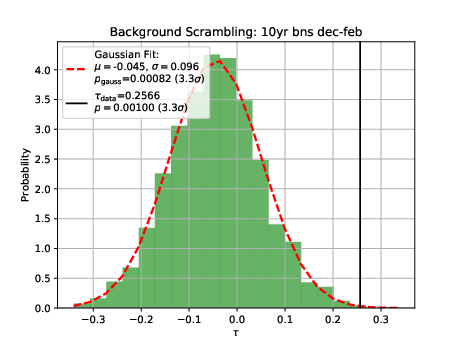 Background Scrambling: 10yr bns dec-feb
Gaussian Fit:
μ=-0.045, σ=0.096
p_gauss=0.00082 (3.3σ)
τ_data=0.2566
p=0.00100 (3.3σ)
Probability
4.0
3.5
3.0
2.5
2.0
1.5
1.0
0.5
0.0
−0.3 −0.2 −0.1 0.0 0.1 0.2 0.3
τ